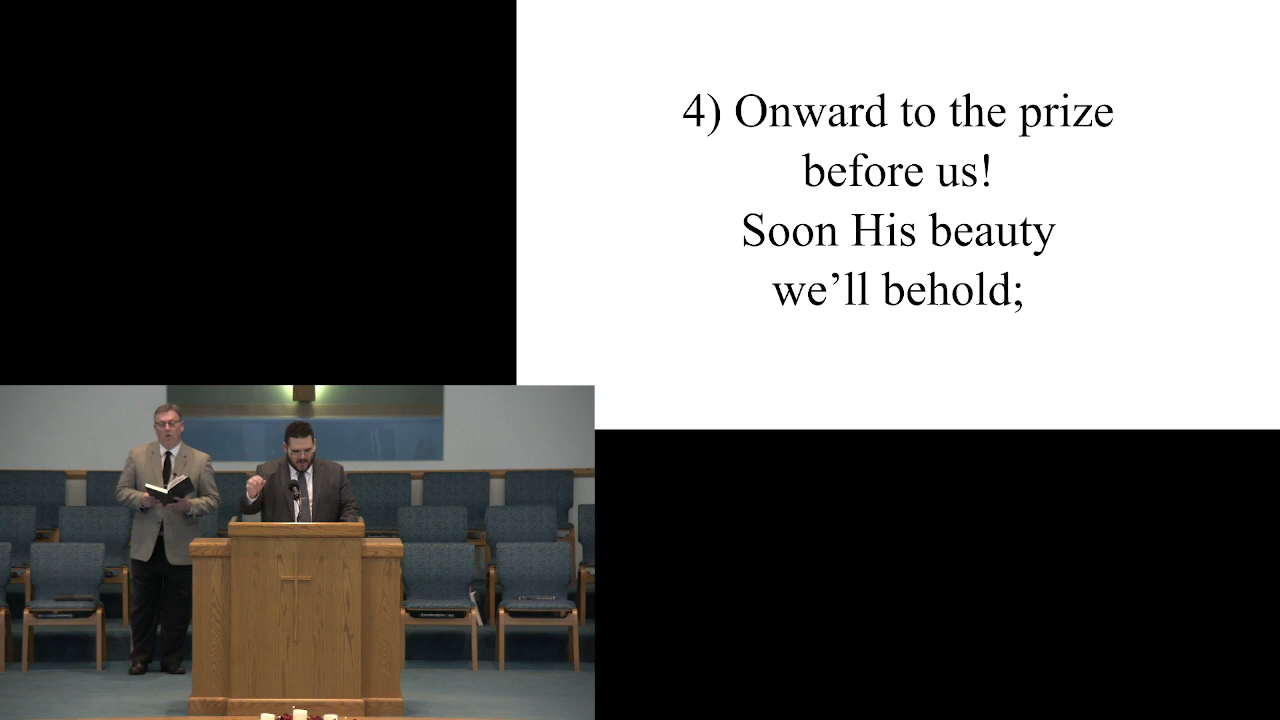 4) Onward to the prize
before us!
Soon His beauty
we’ll behold;